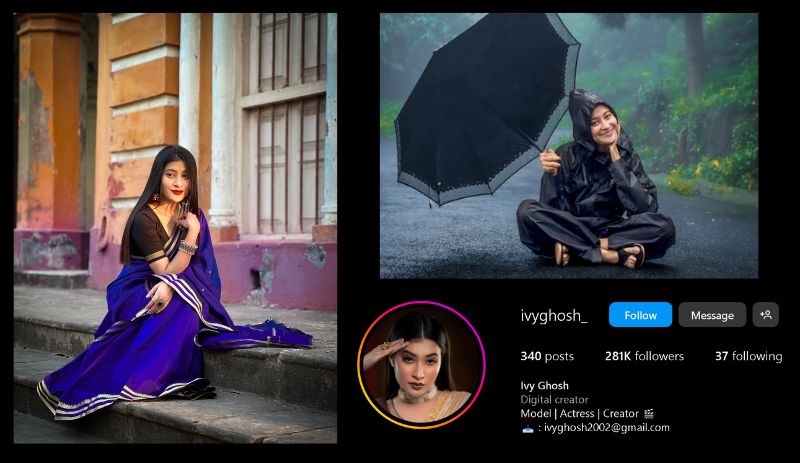 ivyghosh_ Follow Message
340 posts 281K followers 37 following
Ivy Ghosh
Digital creator
Model | Actress | Creator 🎬
📥 : ivyghosh2002@gmail.com